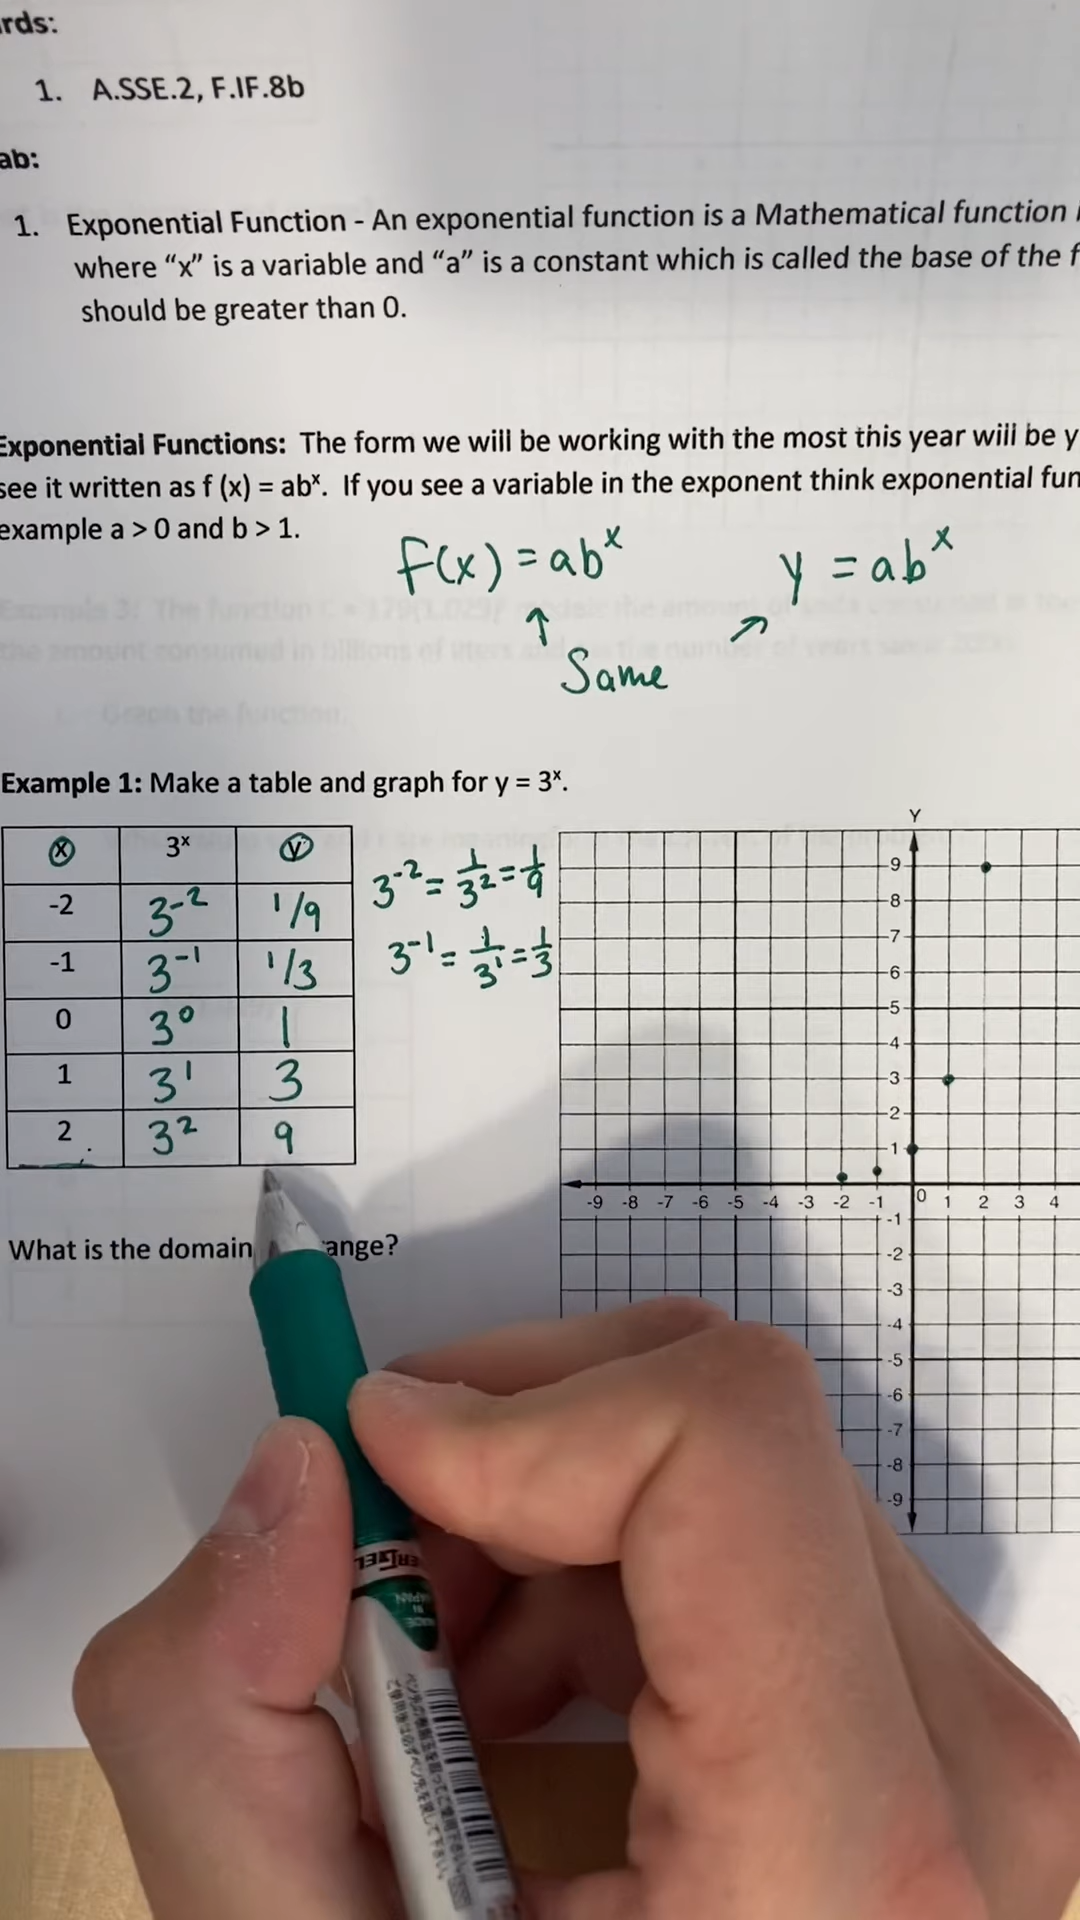 rds:
1. A.SSE.2, F.IF.8b
ab:
1. Exponential Function - An exponential function is a Mathematical function
where “x” is a variable and “a” is a constant which is called the base of the f
should be greater than 0.
Exponential Functions: The form we will be working with the most this year will be y
see it written as f (x) = abˣ. If you see a variable in the exponent think exponential fun
example a > 0 and b > 1.
f(x) = abˣ y = abˣ
↑ ↗
Same
Example 1: Make a table and graph for y = 3ˣ.
x 3ˣ y
-2 3⁻² 1/9 3⁻² = 1/3² = 1/9
-1 3⁻¹ 1/3 3⁻¹ = 1/3¹ = 1/3
0 3⁰ 1
1 3¹ 3
2 3² 9
What is the domain ange?
Y
9
8
7
6
5
4
3
2
1
-9 -8 -7 -6 -5 -4 -3 -2 -1 0 1 2 3 4
-1
-2
-3
-4
-5
-6
-7
-8
-9